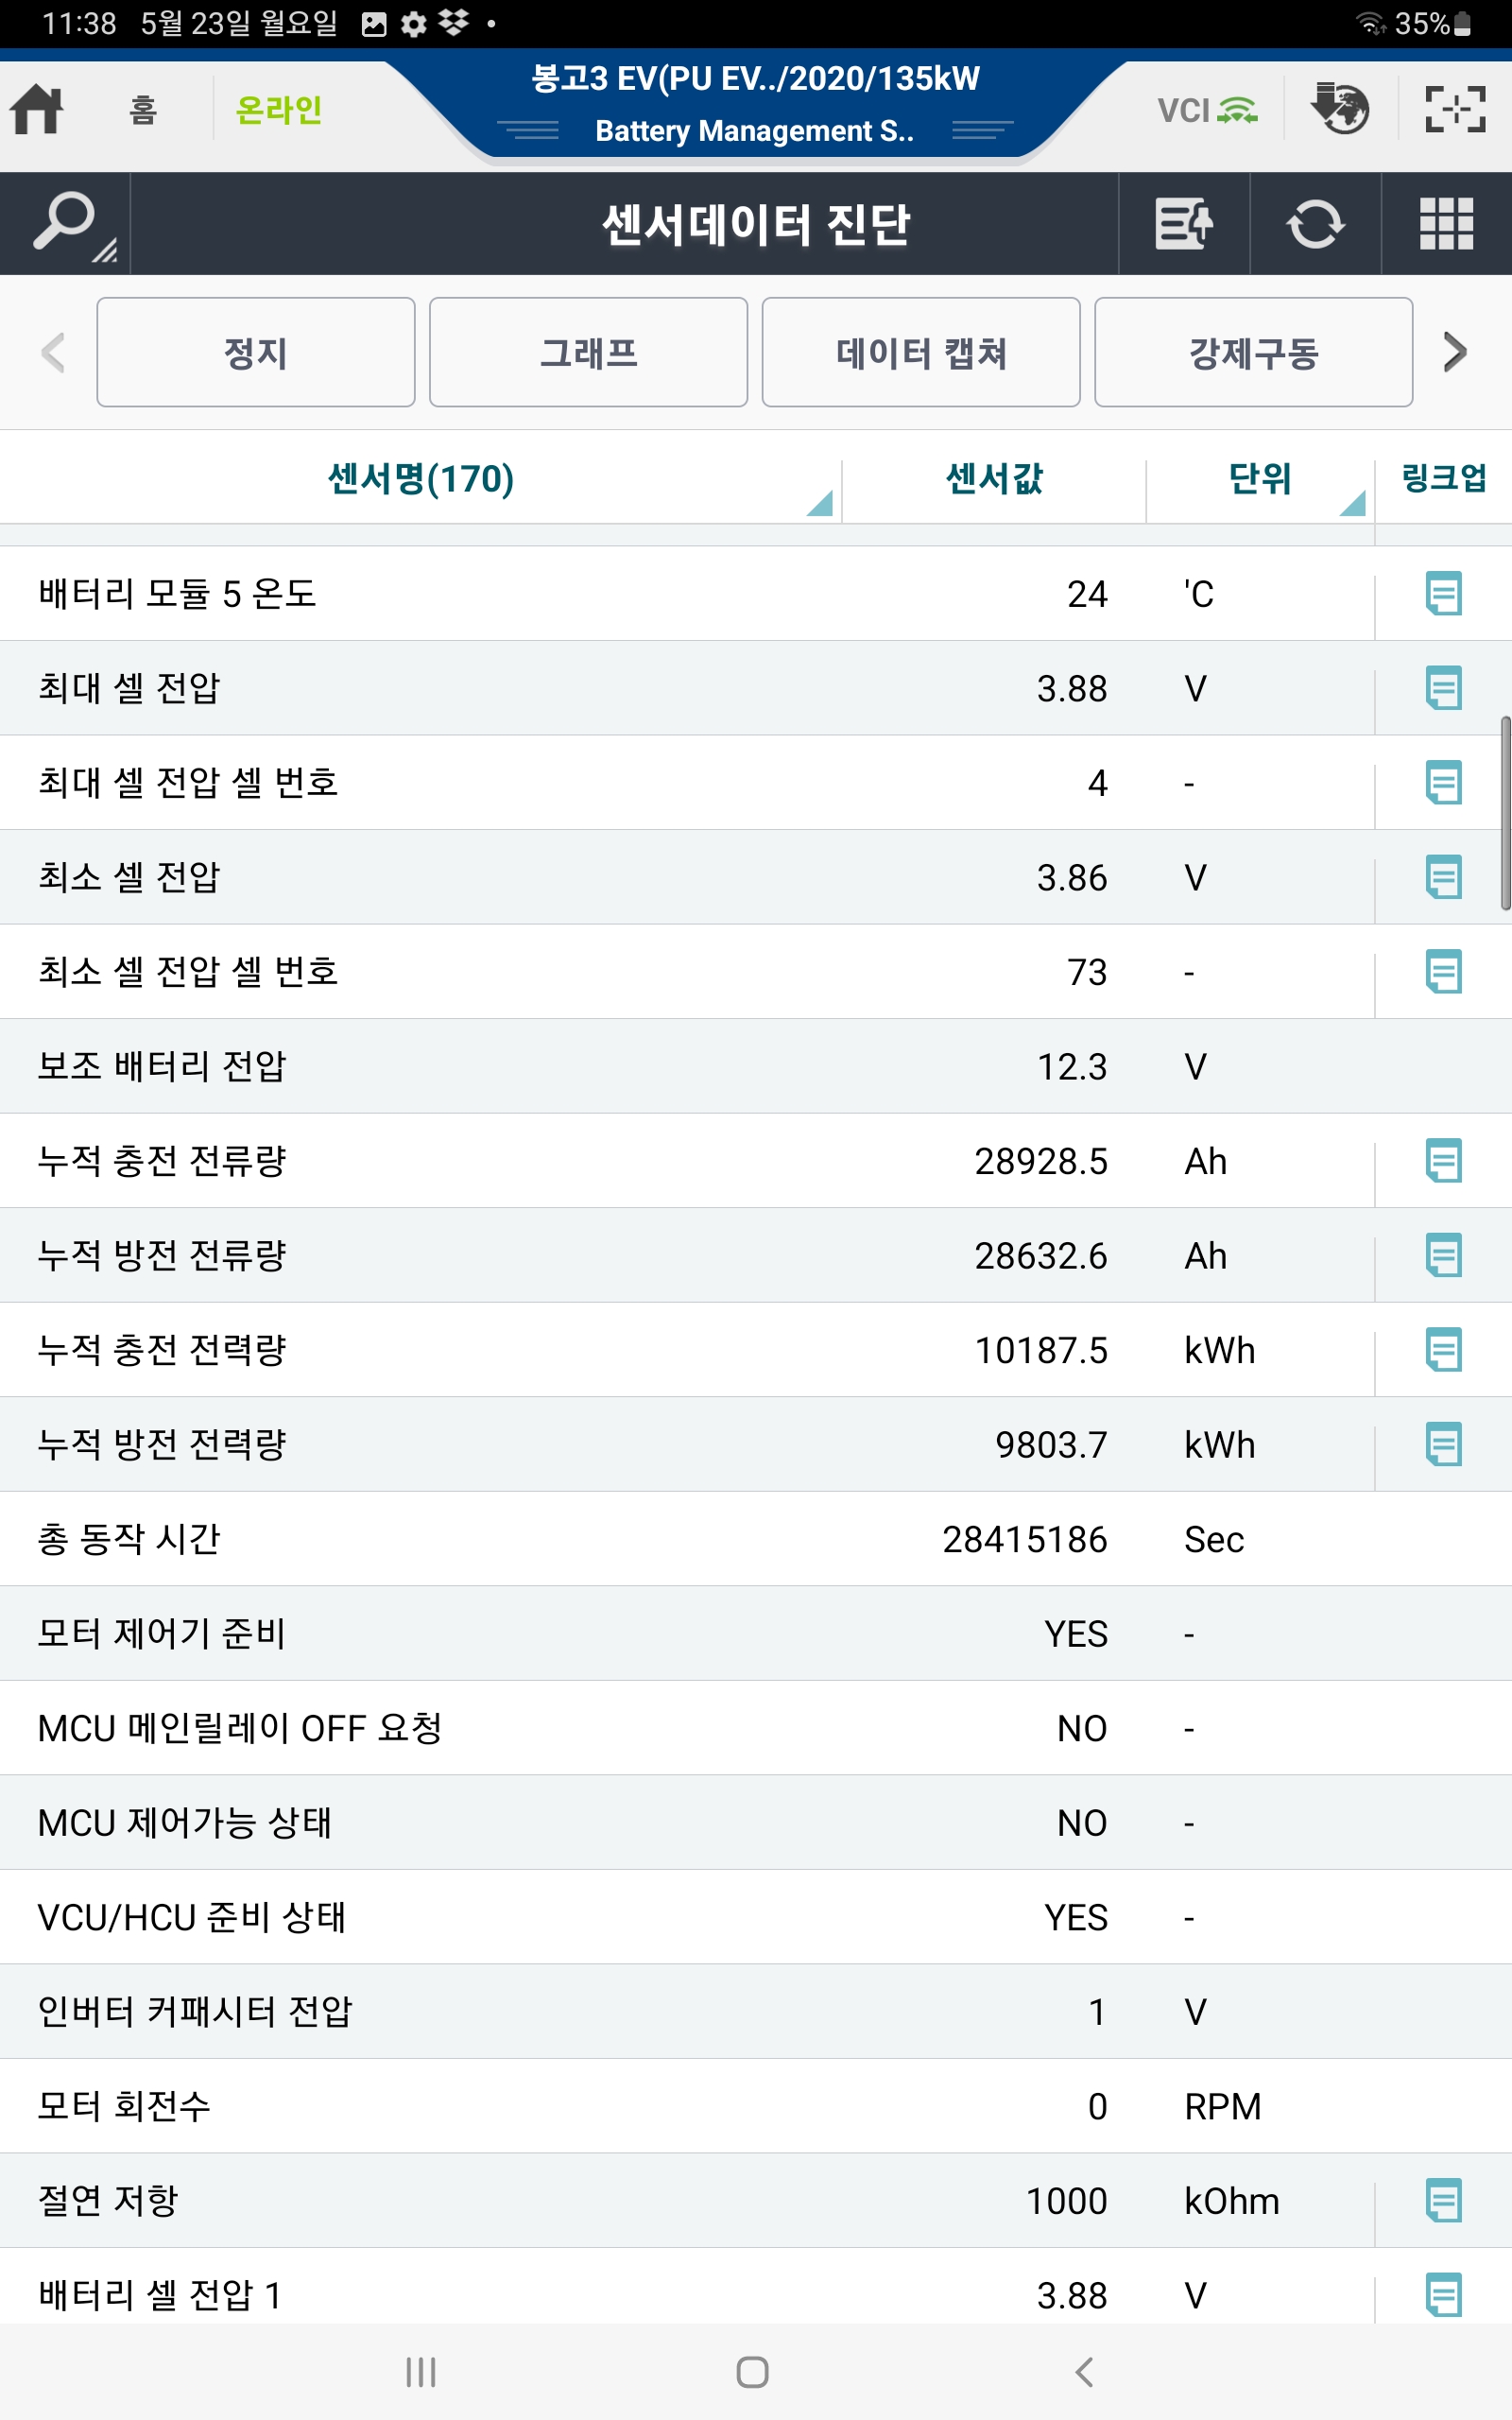 11:38 5월 23일 월요일 35%
봉고3 EV(PU EV../2020/135kW
홈 온라인 VCI
Battery Management S..
센서데이터 진단
정지 그래프 데이터 캡쳐 강제구동
센서명(170) 센서값 단위 링크업
배터리 모듈 5 온도 24 'C
최대 셀 전압 3.88 V
최대 셀 전압 셀 번호 4 -
최소 셀 전압 3.86 V
최소 셀 전압 셀 번호 73 -
보조 배터리 전압 12.3 V
누적 충전 전류량 28928.5 Ah
누적 방전 전류량 28632.6 Ah
누적 충전 전력량 10187.5 kWh
누적 방전 전력량 9803.7 kWh
총 동작 시간 28415186 Sec
모터 제어기 준비 YES -
MCU 메인릴레이 OFF 요청 NO -
MCU 제어가능 상태 NO -
VCU/HCU 준비 상태 YES -
인버터 커패시터 전압 1 V
모터 회전수 0 RPM
절연 저항 1000 kOhm
배터리 셀 전압 1 3.88 V